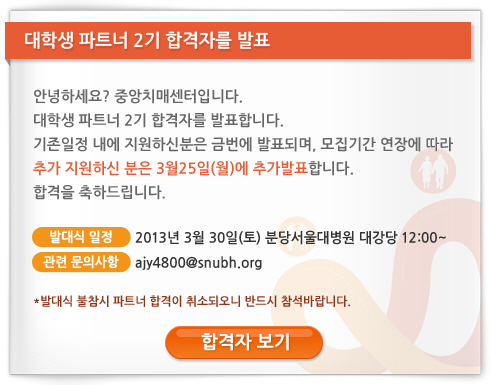 대학생 파트너 2기 합격자를 발표
안녕하세요? 중앙치매센터입니다.
대학생 파트너 2기 합격자를 발표합니다.
기존일정 내에 지원하신분은 금번에 발표되며, 모집기간 연장에 따라
추가 지원하신 분은 3월25일(월)에 추가발표합니다.
합격을 축하드립니다.
발대식 일정 2013년 3월 30일(토) 분당서울대병원 대강당 12:00~
관련 문의사항 ajy4800@snubh.org
*발대식 불참시 파트너 합격이 취소되오니 반드시 참석바랍니다.
합격자 보기